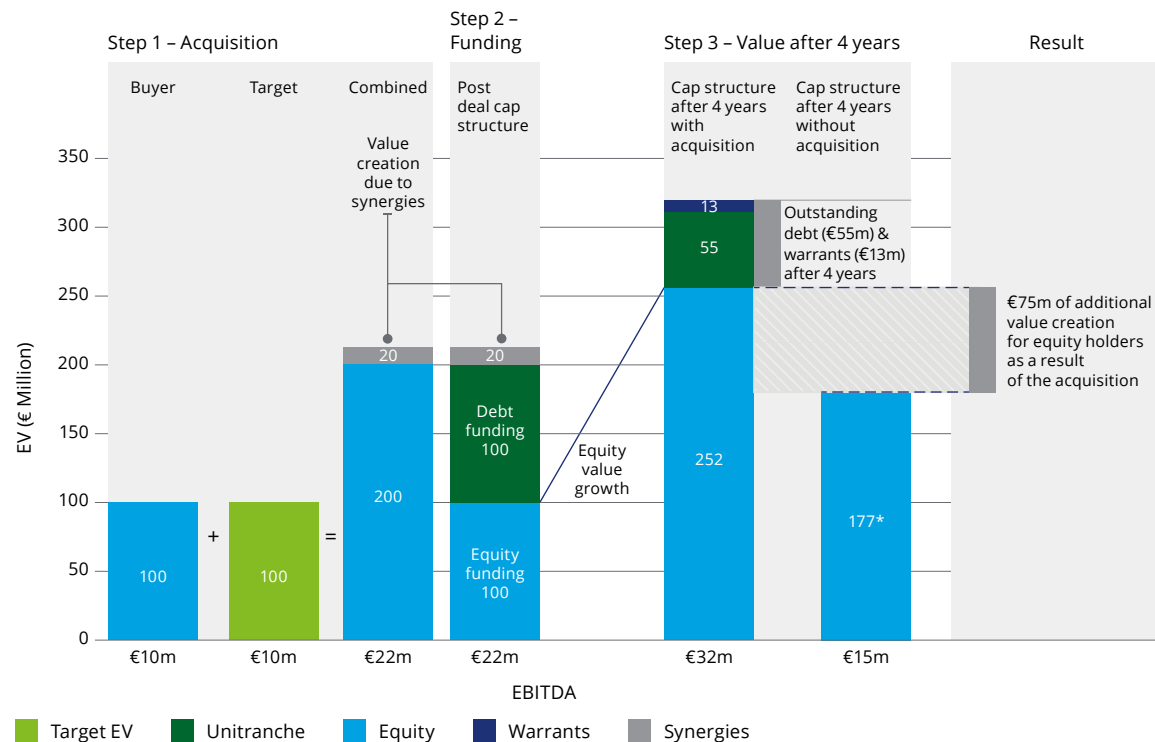 Step 1 – Acquisition
Step 2 –
Funding
Step 3 – Value after 4 years
Result
Buyer
Target
Combined
Post
deal cap
structure
Cap structure
after 4 years
with
acquisition
Cap structure
after 4 years
without
acquisition
Value
creation
due to
synergies
EV (€ Million)
350
300
250
200
150
100
50
0
100
+
100
=
20
200
20
Debt
funding
100
Equity
funding
100
Equity
value
growth
13
55
252
Outstanding
debt (€55m) &
warrants (€13m)
after 4 years
177*
€75m of additional
value creation
for equity holders
as a result
of the acquisition
€10m
€10m
€22m
€22m
€32m
€15m
EBITDA
Target EV
Unitranche
Equity
Warrants
Synergies